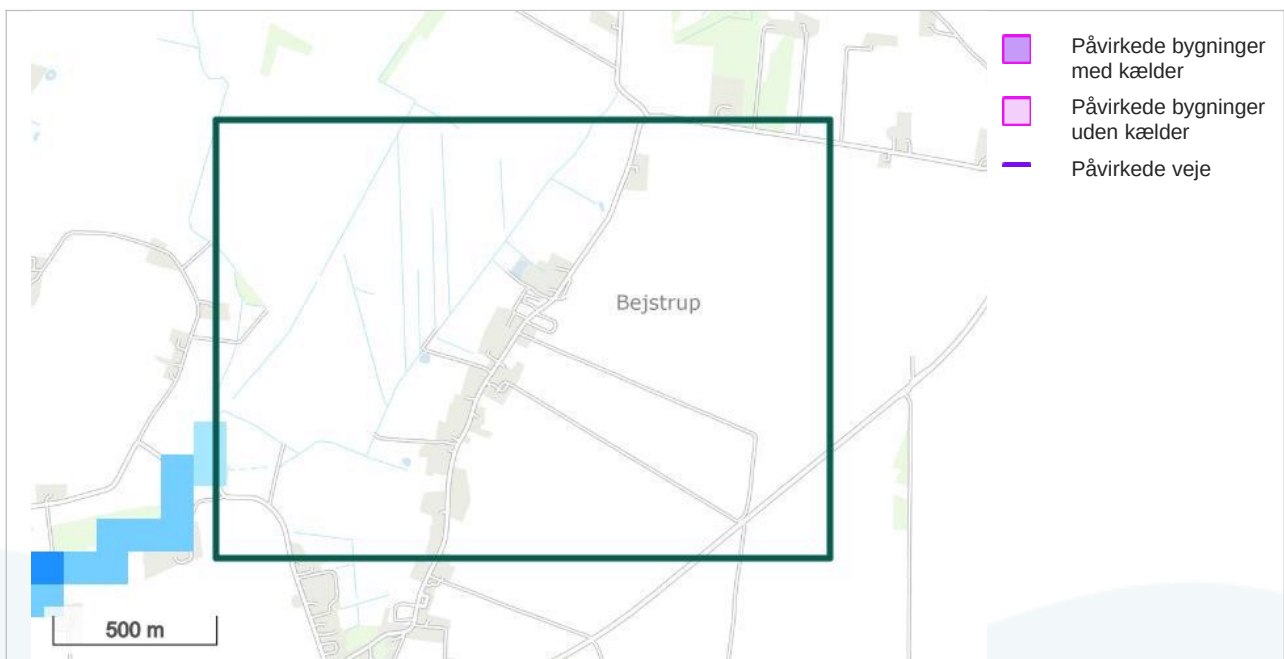 Påvirkede bygninger
med kælder
Påvirkede bygninger
uden kælder
Påvirkede veje
Bejstrup
500 m